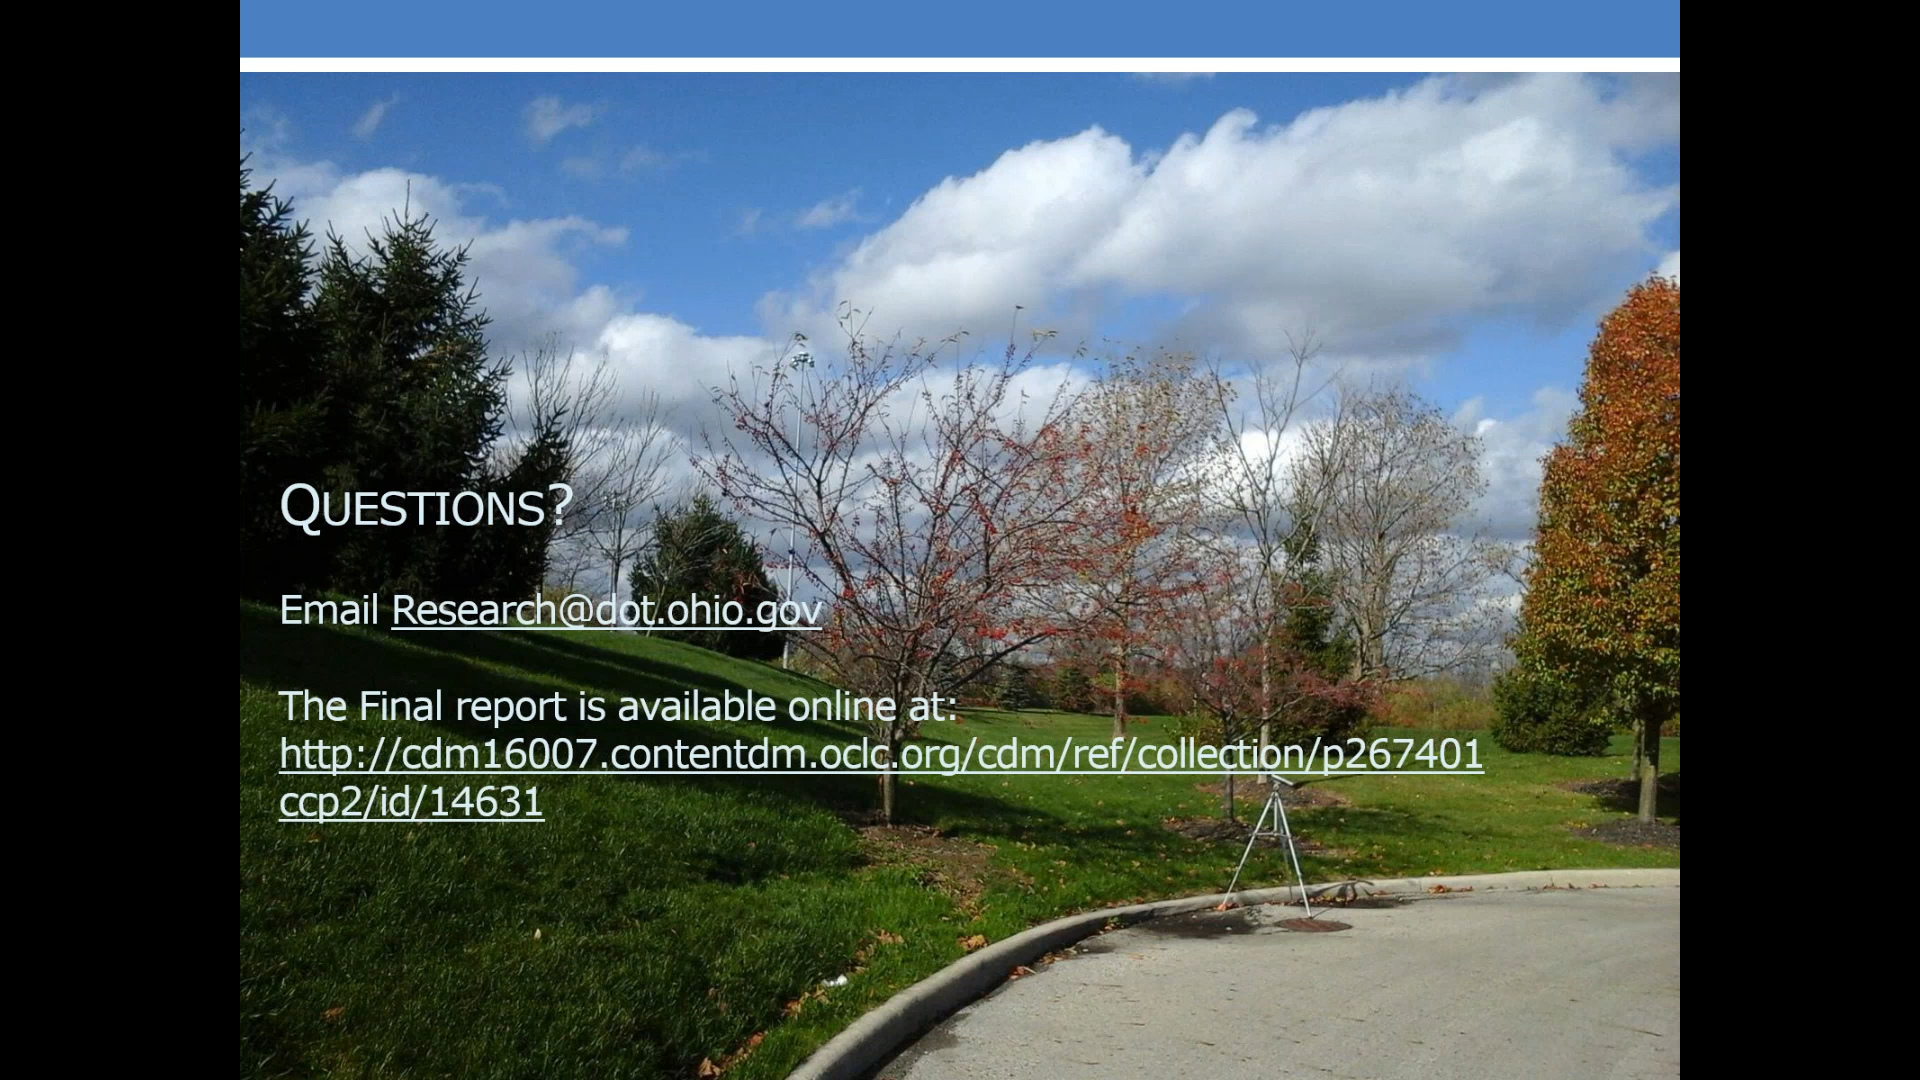 QUESTIONS?
Email Research@dot.ohio.gov
The Final report is available online at:
http://cdm16007.contentdm.oclc.org/cdm/ref/collection/p267401
ccp2/id/14631